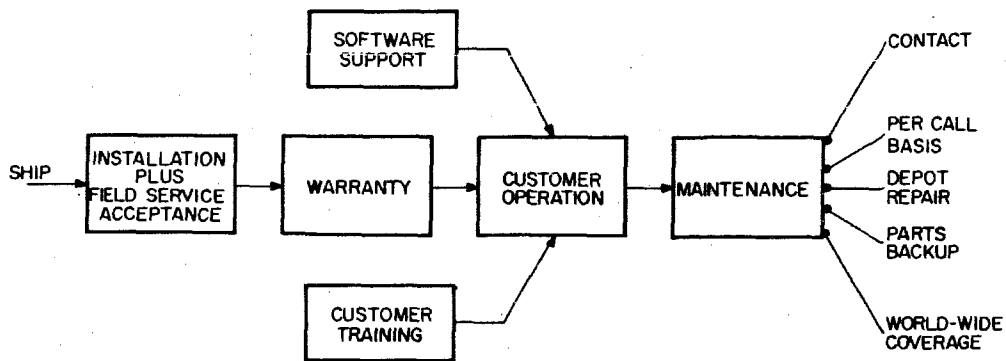 SOFTWARE
SUPPORT
CONTACT
PER CALL
BASIS
SHIP
INSTALLATION
PLUS
FIELD SERVICE
ACCEPTANCE
WARRANTY
CUSTOMER
OPERATION
MAINTENANCE
DEPOT
REPAIR
PARTS
BACKUP
CUSTOMER
TRAINING
WORLD-WIDE
COVERAGE